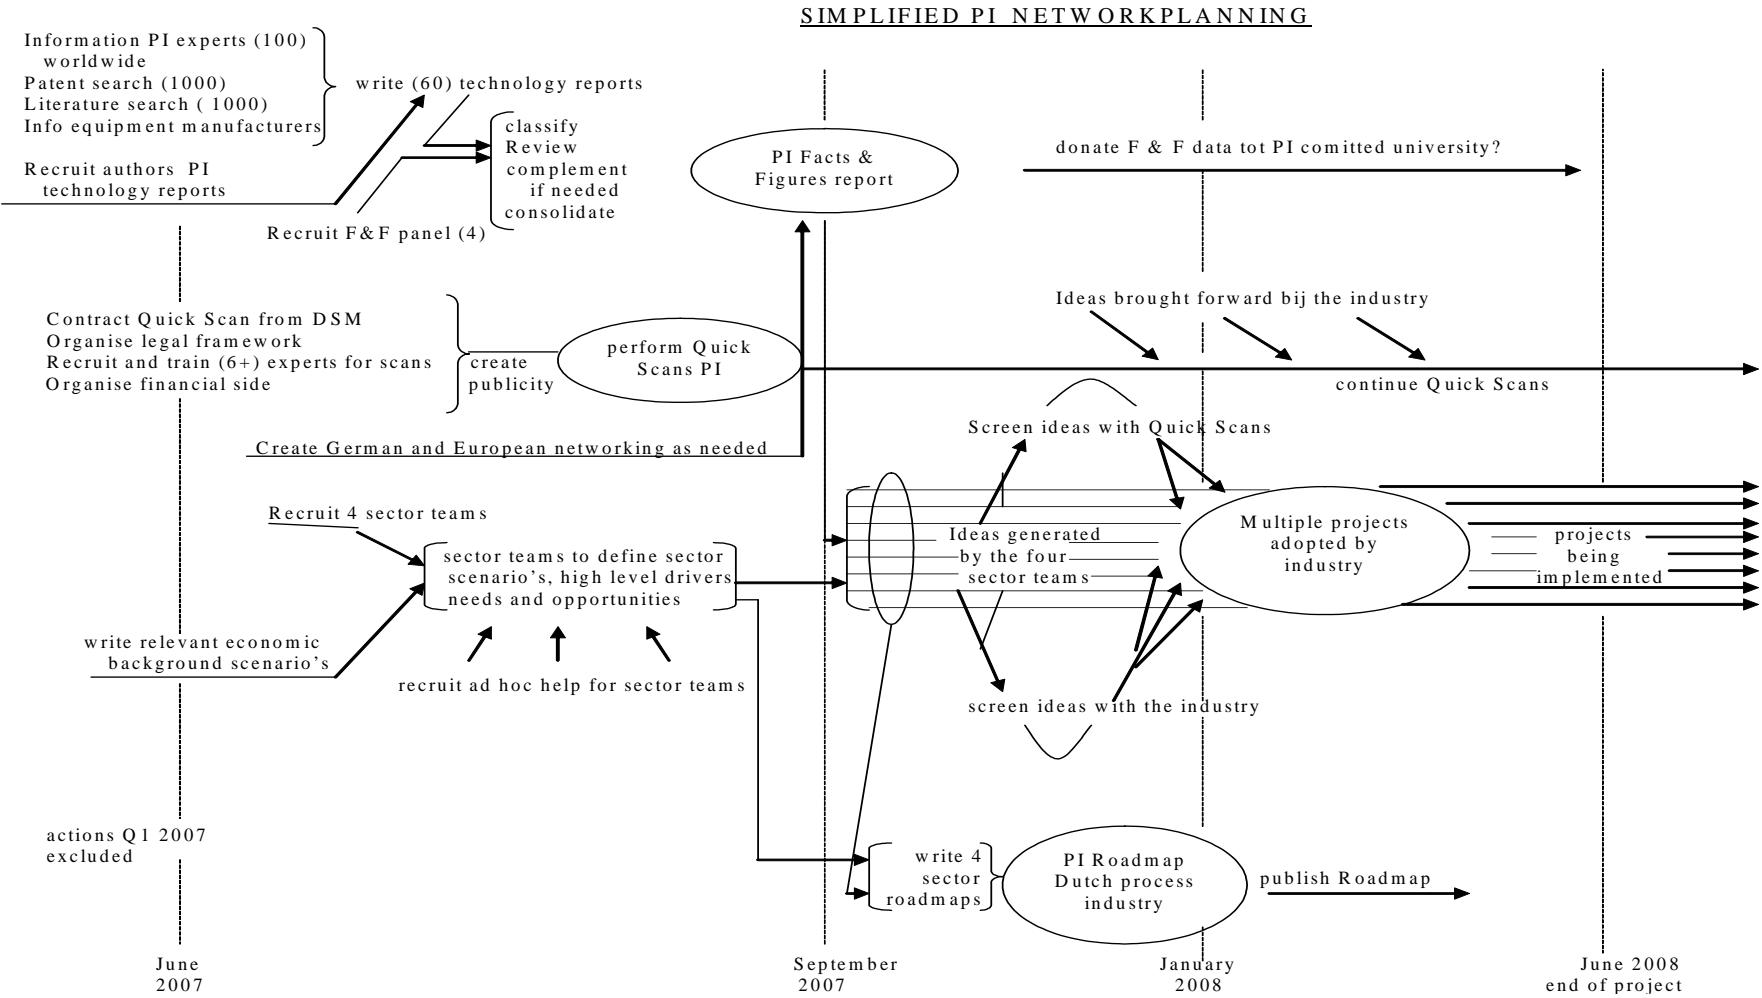 SIMPLIFIED PI NETWORKPLANNING
Information PI experts (100)
worldwide
Patent search (1000)
Literature search ( 1000)
Info equipment manufacturers
write (60) technology reports
classify
Review
complement
if needed
consolidate
Recruit authors PI
technology reports
Recruit F&F panel (4)
PI Facts &
Figures report
donate F & F data tot PI comitted university?
Contract Quick Scan from DSM
Organise legal framework
Recruit and train (6+) experts for scans
Organise financial side
create
publicity
perform Quick
Scans PI
Ideas brought forward bij the industry
continue Quick Scans
Create German and European networking as needed
Screen ideas with Quick Scans
Recruit 4 sector teams
sector teams to define sector
scenario's, high level drivers
needs and opportunities
write relevant economic
background scenario's
recruit ad hoc help for sector teams
Ideas generated
by the four
sector teams
Multiple projects
adopted by
industry
projects
being
implemented
screen ideas with the industry
actions Q1 2007
excluded
write 4
sector
roadmaps
PI Roadmap
Dutch process
industry
publish Roadmap
June
2007
September
2007
January
2008
June 2008
end of project